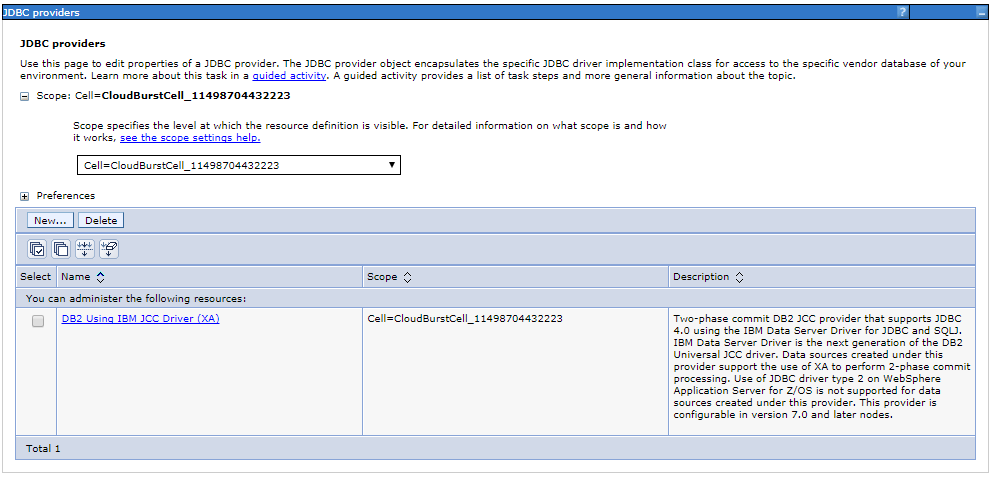 JDBC providers ?
JDBC providers
Use this page to edit properties of a JDBC provider. The JDBC provider object encapsulates the specific JDBC driver implementation class for access to the specific vendor database of your
environment. Learn more about this task in a guided activity. A guided activity provides a list of task steps and more general information about the topic.
Scope: Cell=CloudBurstCell_11498704432223
Scope specifies the level at which the resource definition is visible. For detailed information on what scope is and how
it works, see the scope settings help.
Cell=CloudBurstCell_11498704432223
Preferences
New... Delete
Select Name Scope Description
You can administer the following resources:
DB2 Using IBM JCC Driver (XA) Cell=CloudBurstCell_11498704432223 Two-phase commit DB2 JCC provider that supports JDBC
4.0 using the IBM Data Server Driver for JDBC and SQLJ.
IBM Data Server Driver is the next generation of the DB2
Universal JCC driver. Data sources created under this
provider support the use of XA to perform 2-phase commit
processing. Use of JDBC driver type 2 on WebSphere
Application Server for Z/OS is not supported for data
sources created under this provider. This provider is
configurable in version 7.0 and later nodes.
Total 1